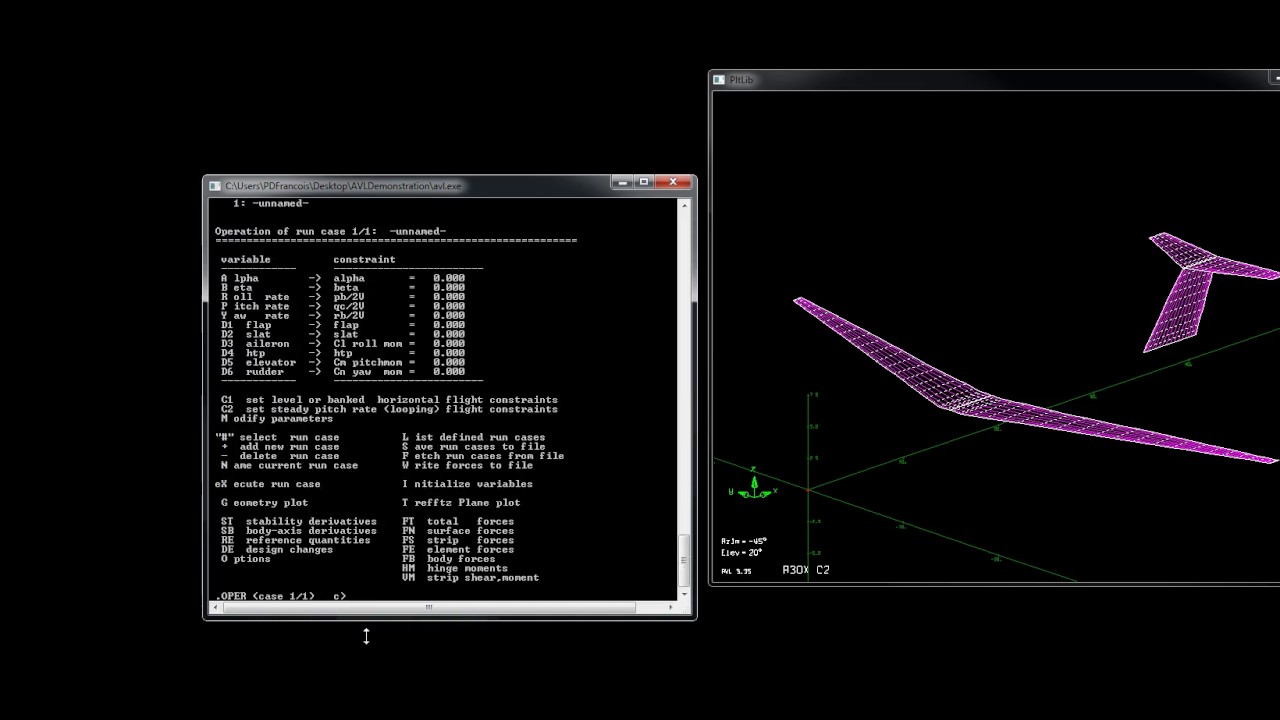 C:\Users\PDFrancois\Desktop\AVLDemonstration\avl.exe
1: -unnamed-
Operation of run case 1/1:  -unnamed-
==========================================================
variable          constraint
------------      ------------------------
A lpha        ->  alpha       =   0.000
B eta         ->  beta        =   0.000
R oll  rate   ->  pb/2V       =   0.000
P itch rate   ->  qc/2V       =   0.000
Y aw   rate   ->  rb/2V       =   0.000
D1  flap      ->  flap        =   0.000
D2  slat      ->  slat        =   0.000
D3  aileron   ->  Cl roll mom =   0.000
D4  htp       ->  htp         =   0.000
D5  elevator  ->  Cm pitchmom =   0.000
D6  rudder    ->  Cn yaw  mom =   0.000
------------      ------------------------
C1  set level or banked  horizontal flight constraints
C2  set steady pitch rate (looping) flight constraints
M odify parameters
"#" select  run case          L ist defined run cases
+  add new run case          S ave run cases to file
-  delete  run case          F etch run cases from file
N ame current run case       W rite forces to file
eX ecute run case             I nitialize variables
G eometry plot               T refftz Plane plot
ST  stability derivatives    FT  total   forces
SB  body-axis derivatives    FN  surface forces
RE  reference quantities     FS  strip   forces
DE  design changes           FE  element forces
O ptions                     FB  body forces
HM  hinge moments
VM  strip shear,moment
.OPER (case 1/1)   c>
PltLib
z
y x
Azim = -45°
Elev = 20°
AVL 3.35
A30X C2